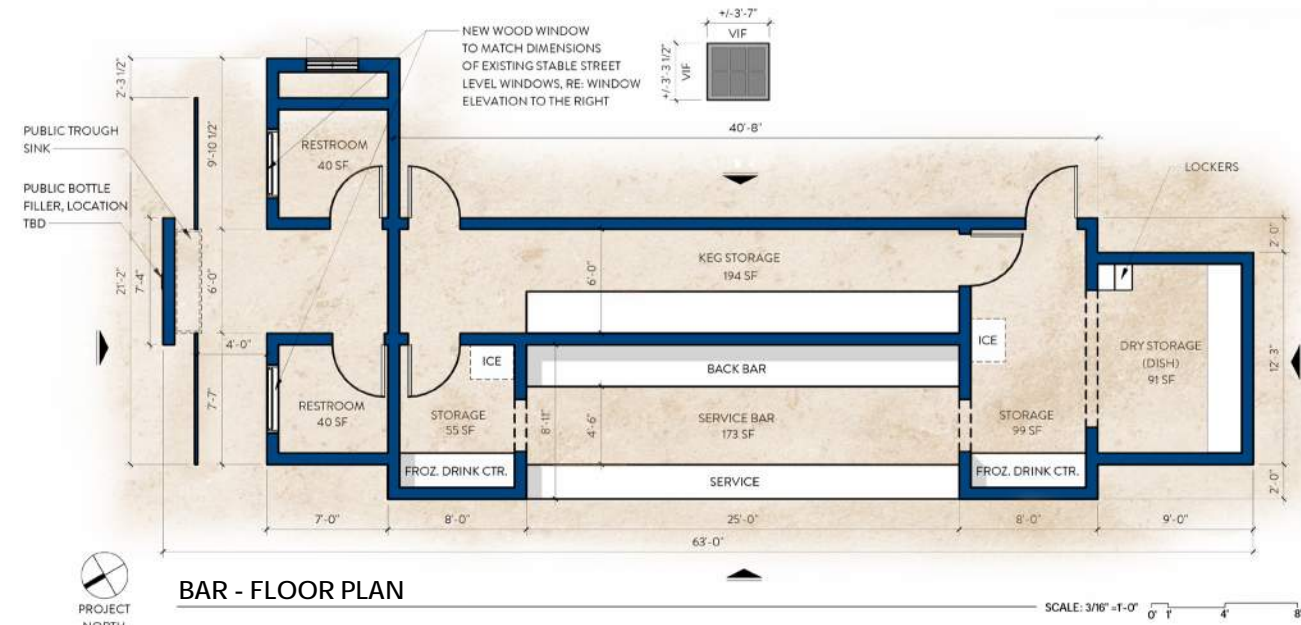 +/-3'-7"
VIF
+/-3'-3 1/2"
VIF
NEW WOOD WINDOW
TO MATCH DIMENSIONS
OF EXISTING STABLE STREET
LEVEL WINDOWS, RE: WINDOW
ELEVATION TO THE RIGHT
2'-3 1/2"
PUBLIC TROUGH
SINK
PUBLIC BOTTLE
FILLER, LOCATION
TBD
9'-10 1/2"
RESTROOM
40 SF
40'-8"
LOCKERS
21'-2"
7'-4"
6'-0"
4'-0"
7'-7"
KEG STORAGE
194 SF
6'-0"
2'-0"
ICE
BACK BAR
ICE
DRY STORAGE
(DISH)
91 SF
12'-3"
RESTROOM
40 SF
STORAGE
55 SF
8'-11"
4'-6"
SERVICE BAR
173 SF
STORAGE
99 SF
FROZ. DRINK CTR.
SERVICE
FROZ. DRINK CTR.
2'-0"
7'-0"
8'-0"
25'-0"
8'-0"
9'-0"
63'-0"
PROJECT
NORTH
BAR - FLOOR PLAN
SCALE: 3/16" =1'-0"
0' 1' 4' 8'